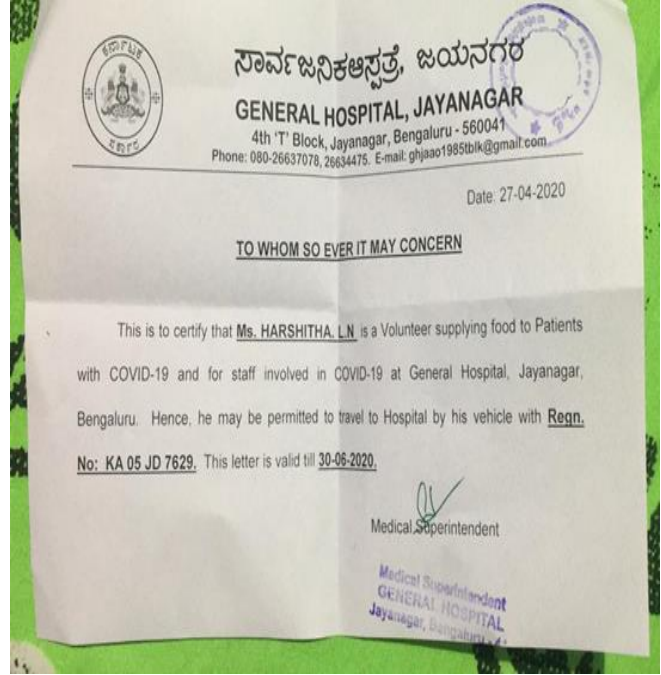 ಕರ್ನಾಟಕ
ಸರ್ಕಾರ
ಸಾರ್ವಜನಿಕ ಆಸ್ಪತ್ರೆ, ಜಯನಗರ
GENERAL HOSPITAL, JAYANAGAR
4th 'T' Block, Jayanagar, Bengaluru - 560041
Phone: 080-26637078, 26634475. E-mail: ghjaao1985tblk@gmail.com
Date: 27-04-2020
TO WHOM SO EVER IT MAY CONCERN
This is to certify that Ms. HARSHITHA. L.N is a Volunteer supplying food to Patients
with COVID-19 and for staff involved in COVID-19 at General Hospital, Jayanagar,
Bengaluru. Hence, he may be permitted to travel to Hospital by his vehicle with Regn.
No: KA 05 JD 7629. This letter is valid till 30-06-2020.
Medical Superintendent
Medical Superintendent
GENERAL HOSPITAL
Jayanagar, Bengaluru